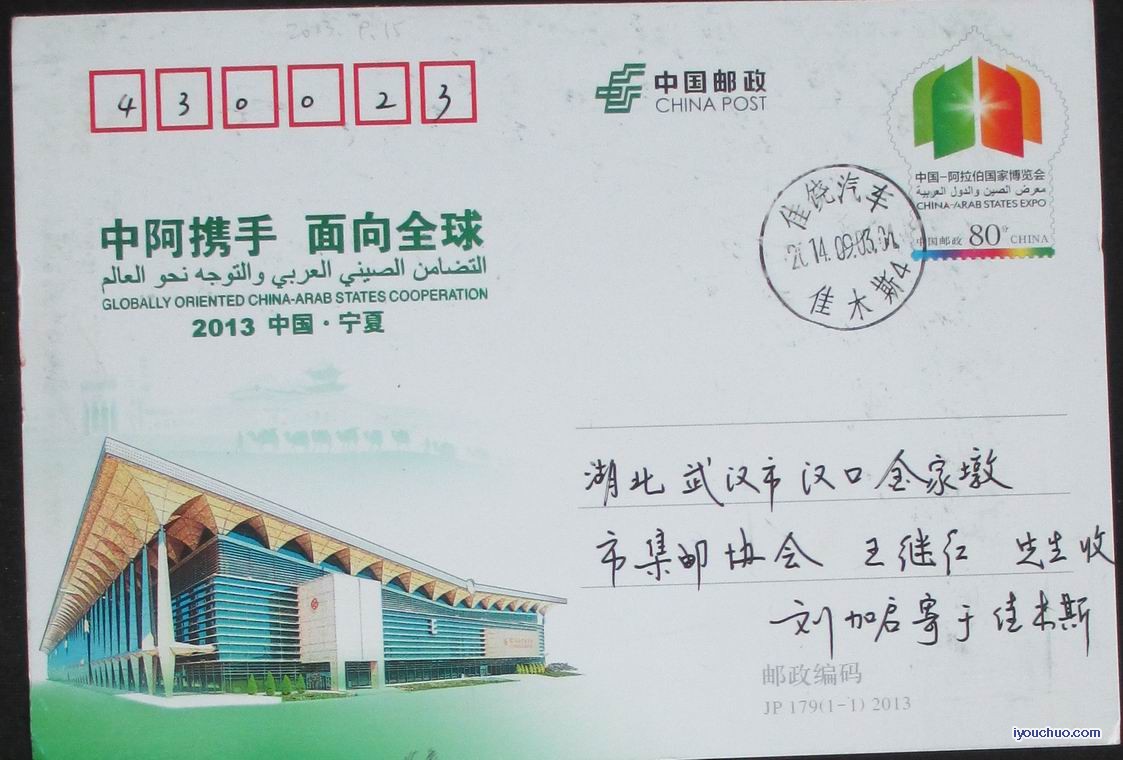 2013.9.15
430023
中国邮政
CHINA POST
中国-阿拉伯国家博览会
معرض الصين والدول العربية
CHINA-ARAB STATES EXPO
中国邮政 80分 CHINA
佳饶汽车
2014.09.03.
佳木斯4
中阿携手 面向全球
التضامن الصيني العربي والتوجه نحو العالم
GLOBALLY ORIENTED CHINA-ARAB STATES COOPERATION
2013 中国·宁夏
湖北武汉市汉口金家墩
市集邮协会 王继红 先生收
刘加启寄于佳木斯
邮政编码
JP 179(1-1) 2013
iyouchuo.com